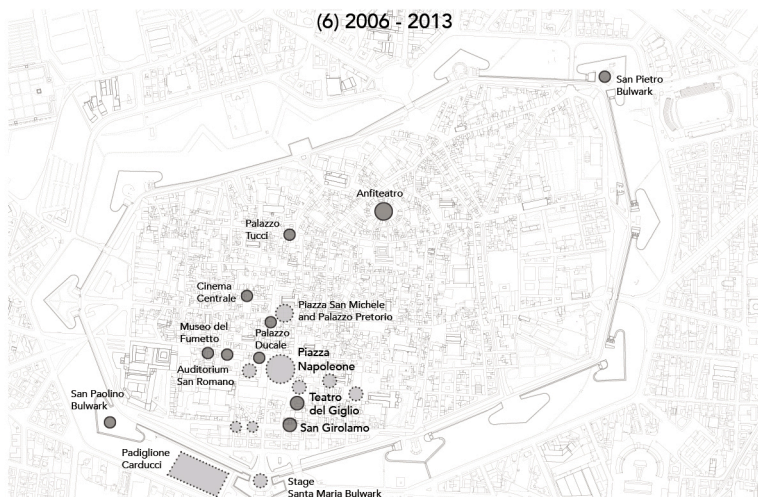 (6) 2006 - 2013
San Pietro
Bulwark
Anfiteatro
Palazzo
Tucci
Cinema
Centrale
Piazza San Michele
and Palazzo Pretorio
Museo del
Fumetto
Palazzo
Ducale
Piazza
Napoleone
Auditorium
San Romano
San Paolino
Bulwark
Teatro
del Giglio
San Girolamo
Padiglione
Carducci
Stage
Santa Maria Bulwark